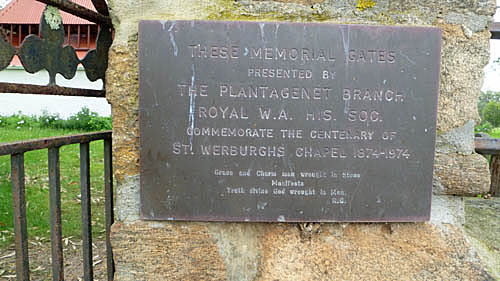 THESE MEMORIAL GATES
PRESENTED BY
THE PLANTAGENET BRANCH
ROYAL W.A. HIS. SOC.
COMMEMORATE THE CENTENARY OF
ST. WERBURGHS CHAPEL 1874-1974
Grace and Charm man wrought in Stone
Manifests
Truth divine God wrought in Man.
R.G.